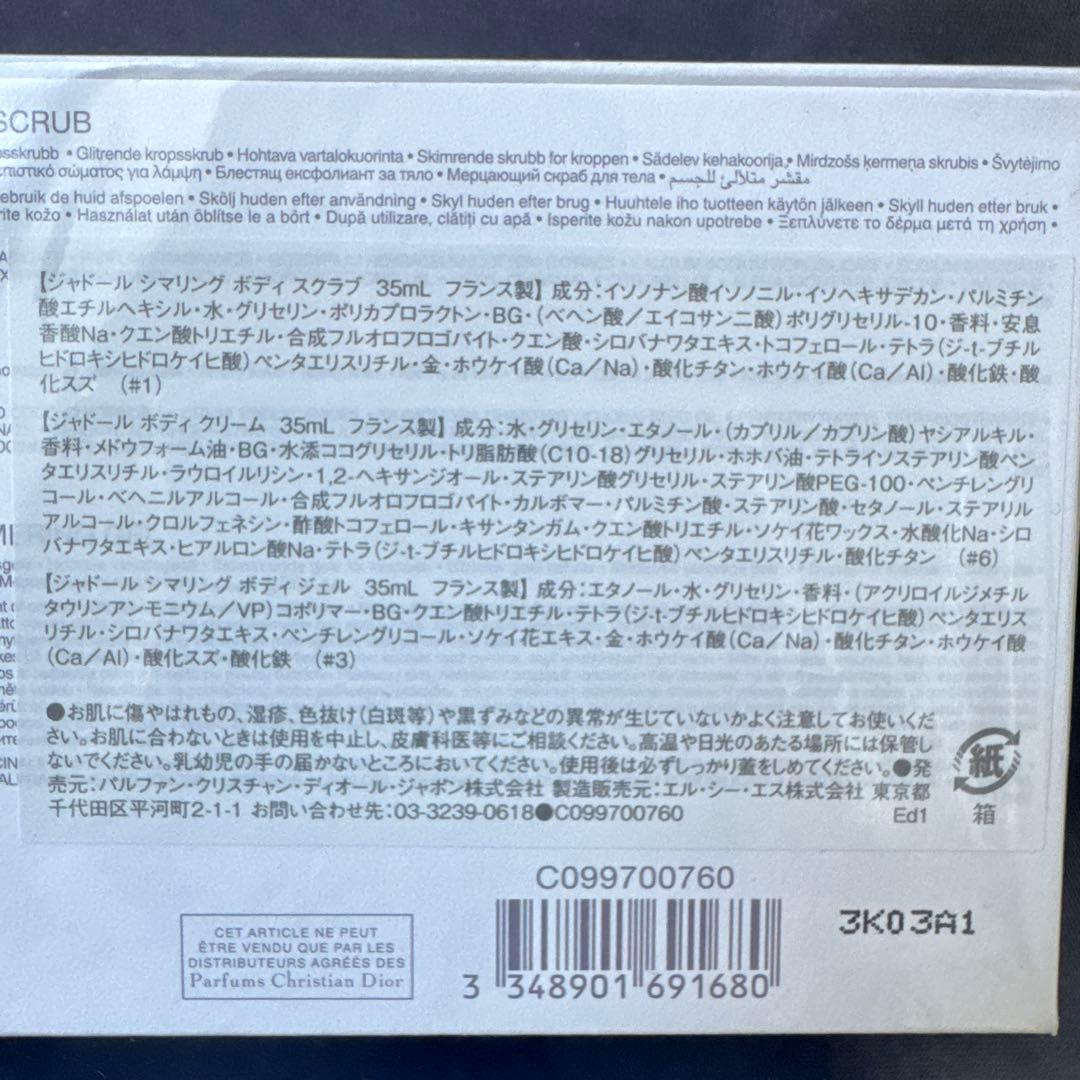 SCRUB
sskrubb • Glitrende kropsskrub • Hohtava vartalokuorinta • Skimrende skrubb for kroppen • Sädelev kehakoorija • Mirdzošs ķermeņa skrubis • Švytėjimo
επιστικό σώματος για λάμψη • Блестящ ексфолиант за тяло • Мерцающий скраб для тела • مقشر متلألئ للجسم
ebruik de huid afspoelen • Skölj huden efter användning • Skyl huden efter brug • Huuhtele iho tuotteen käytön jälkeen • Skyll huden etter bruk •
rite kožo • Használat után öblítse le a bőrt • După utilizare, clătiți cu apă • Isperite kožu nakon upotrebe • Ξεπλύνετε το δέρμα μετά τη χρήση •
【ジャドール シマリング ボディ スクラブ 35mL フランス製】 成分：イソノナン酸イソノニル・イソヘキサデカン・パルミチン
酸エチルヘキシル・水・グリセリン・ポリカプロラクトン・BG・(ベヘン酸／エイコサン二酸)ポリグリセリル-10・香料・安息
香酸Na・クエン酸トリエチル・合成フルオロフロゴパイト・クエン酸・シロバナワタエキス・トコフェロール・テトラ(ジ-t-ブチル
ヒドロキシヒドロケイヒ酸)ペンタエリスリチル・金・ホウケイ酸(Ca／Na)・酸化チタン・ホウケイ酸(Ca／Al)・酸化鉄・酸
化スズ (#1)
【ジャドール ボディ クリーム 35mL フランス製】 成分：水・グリセリン・エタノール・(カプリル／カプリン酸)ヤシアルキル・
香料・メドウフォーム油・BG・水添ココグリセリル・トリ脂肪酸(C10-18)グリセリル・ホホバ油・テトライソステアリン酸ペン
タエリスリチル・ラウロイルリシン・1,2-ヘキサンジオール・ステアリン酸グリセリル・ステアリン酸PEG-100・ペンチレングリ
コール・ベヘニルアルコール・合成フルオロフロゴパイト・カルボマー・パルミチン酸・ステアリン酸・セタノール・ステアリル
アルコール・クロルフェネシン・酢酸トコフェロール・キサンタンガム・クエン酸トリエチル・ソケイ花ワックス・水酸化Na・シロ
バナワタエキス・ヒアルロン酸Na・テトラ(ジ-t-ブチルヒドロキシヒドロケイヒ酸)ペンタエリスリチル・酸化チタン (#6)
【ジャドール シマリング ボディ ジェル 35mL フランス製】 成分：エタノール・水・グリセリン・香料・(アクリロイルジメチル
タウリンアンモニウム／VP)コポリマー・BG・クエン酸トリエチル・テトラ(ジ-t-ブチルヒドロキシヒドロケイヒ酸)ペンタエリス
リチル・シロバナワタエキス・ペンチレングリコール・ソケイ花エキス・金・ホウケイ酸(Ca／Na)・酸化チタン・ホウケイ酸
(Ca／Al)・酸化スズ・酸化鉄 (#3)
●お肌に傷やはれもの、湿疹、色抜け(白斑等)や黒ずみなどの異常が生じていないかよく注意してお使いくだ
さい。お肌に合わないときは使用を中止し、皮膚科医等にご相談ください。高温や日光のあたる場所には保管し
ないでください。乳幼児の手の届かないところにおいてください。使用後は必ずしっかり蓋をしめてください。●発
売元：パルファン・クリスチャン・ディオール・ジャポン株式会社 製造販売元：エル・シー・エス株式会社 東京都
千代田区平河町2-1-1 お問い合わせ先：03-3239-0618●C099700760
Ed1
紙
箱
C099700760
3K03A1
CET ARTICLE NE PEUT
ÊTRE VENDU QUE PAR LES
DISTRIBUTEURS AGRÉÉS DES
Parfums Christian Dior
3 348901 691680